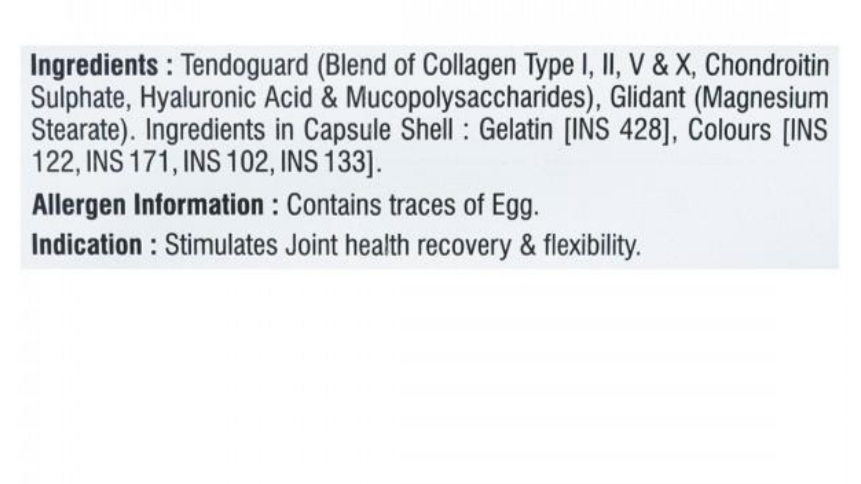 Ingredients : Tendoguard (Blend of Collagen Type I, II, V & X, Chondroitin
Sulphate, Hyaluronic Acid & Mucopolysaccharides), Glidant (Magnesium
Stearate). Ingredients in Capsule Shell : Gelatin [INS 428], Colours [INS
122, INS 171, INS 102, INS 133].
Allergen Information : Contains traces of Egg.
Indication : Stimulates Joint health recovery & flexibility.